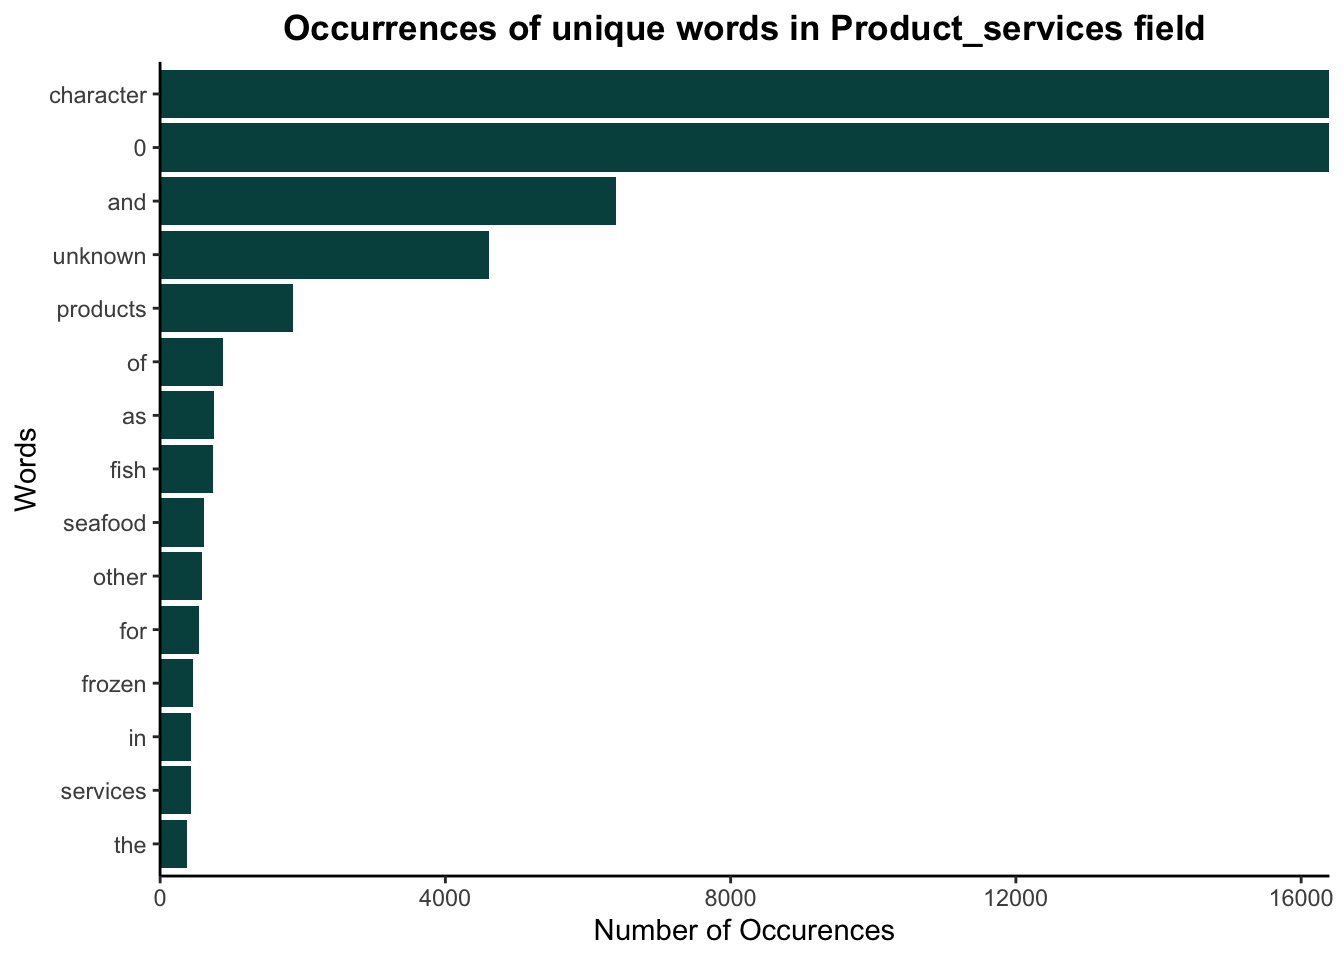 Occurrences of unique words in Product_services field
character
0
and
unknown
products
of
as
fish
seafood
other
for
frozen
in
services
the
Words
0 4000 8000 12000 16000
Number of Occurences